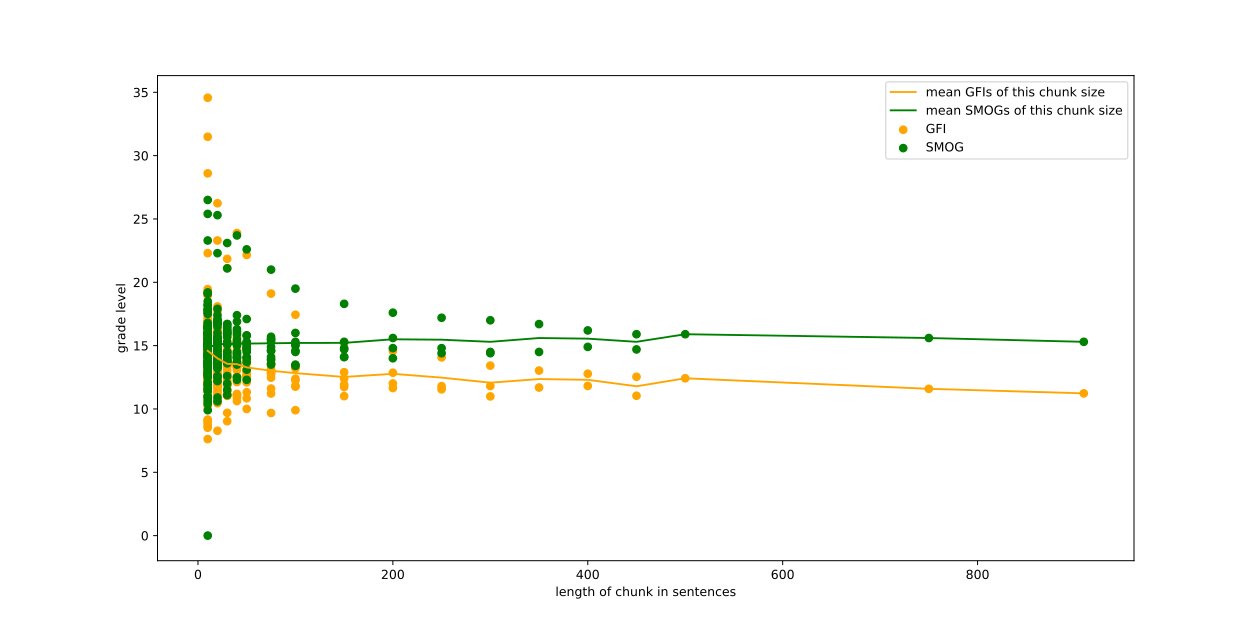 mean GFIs of this chunk size
mean SMOGs of this chunk size
GFI
SMOG
35
30
25
20
15
10
5
0
grade level
0 200 400 600 800
length of chunk in sentences